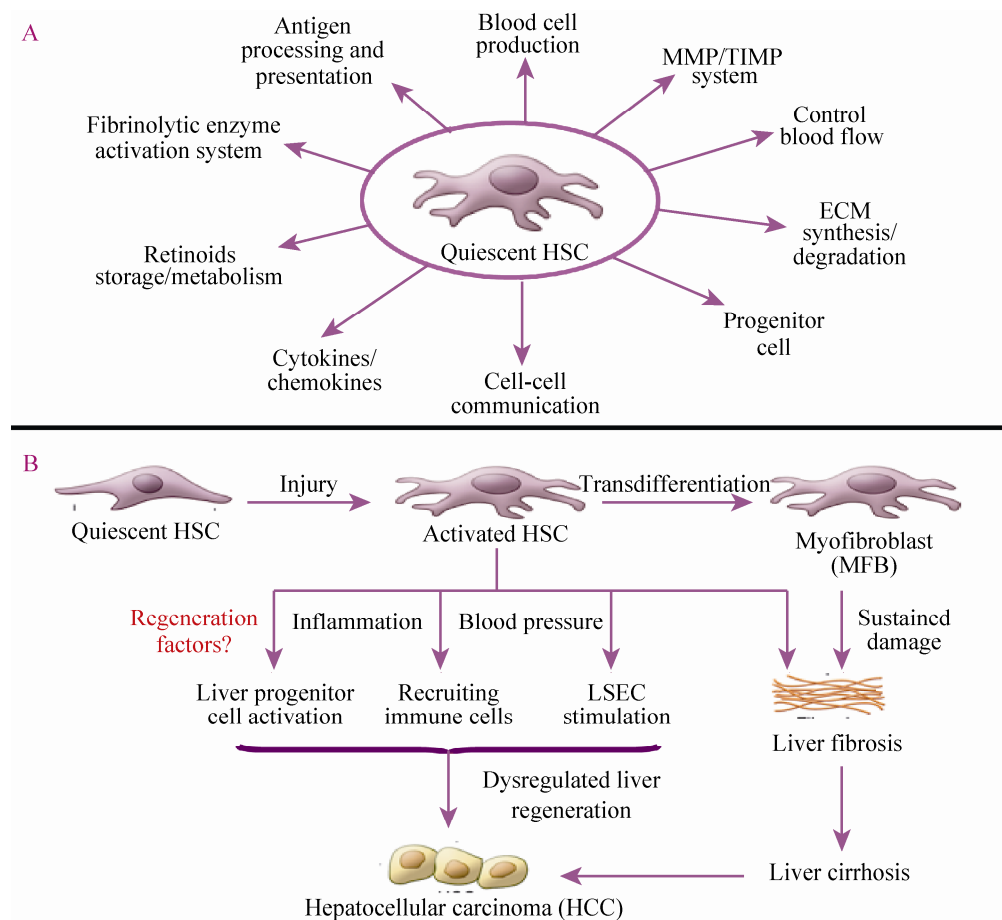 A
Antigen
processing and
presentation
Blood cell
production
MMP/TIMP
system
Fibrinolytic enzyme
activation system
Control
blood flow
Quiescent HSC
ECM
synthesis/
degradation
Retinoids
storage/metabolism
Progenitor
cell
Cytokines/
chemokines
Cell-cell
communication
B
Injury
Transdifferentiation
Quiescent HSC
Activated HSC
Myofibroblast
(MFB)
Regeneration
factors?
Inflammation
Blood pressure
Sustained
damage
Liver progenitor
cell activation
Recruiting
immune cells
LSEC
stimulation
Liver fibrosis
Dysregulated liver
regeneration
Liver cirrhosis
Hepatocellular carcinoma (HCC)